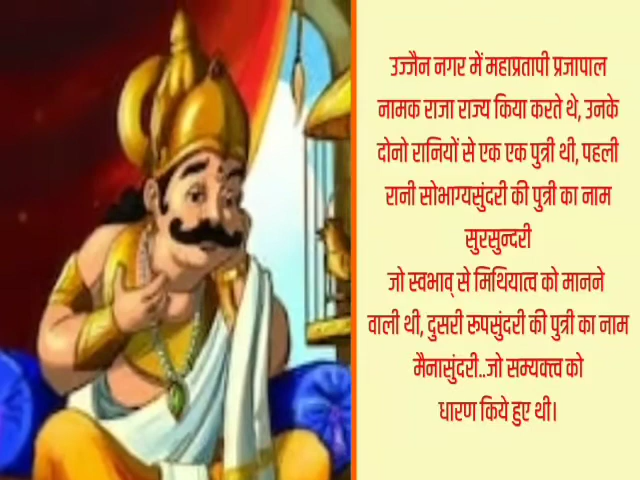 उज्जैन नगर में महाप्रतापी प्रजापाल
नामक राजा राज्य किया करते थे, उनके
दोनो रानियों से एक एक पुत्री थी, पहली
रानी सोभाग्यसुंदरी की पुत्री का नाम
सुरसुन्दरी
जो स्वभाव् से मिथियात्व को मानने
वाली थी, दुसरी रुपसुंदरी की पुत्री का नाम
मैनासुंदरी..जो सम्यक्त्व को
धारण किये हुए थी।